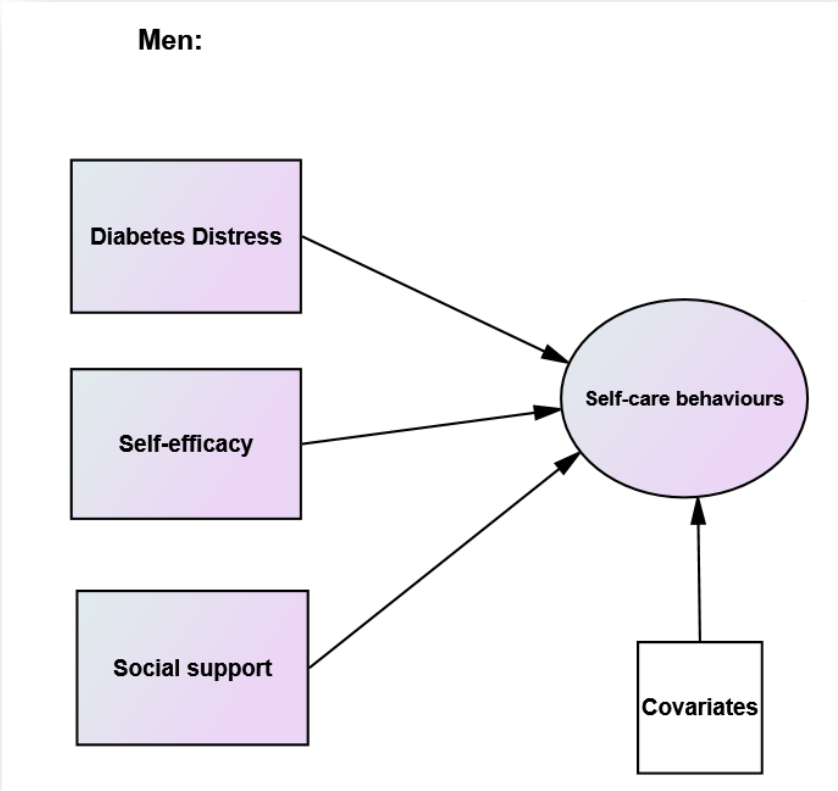 Men:
Diabetes Distress
Self-care behaviours
Self-efficacy
Social support
Covariates